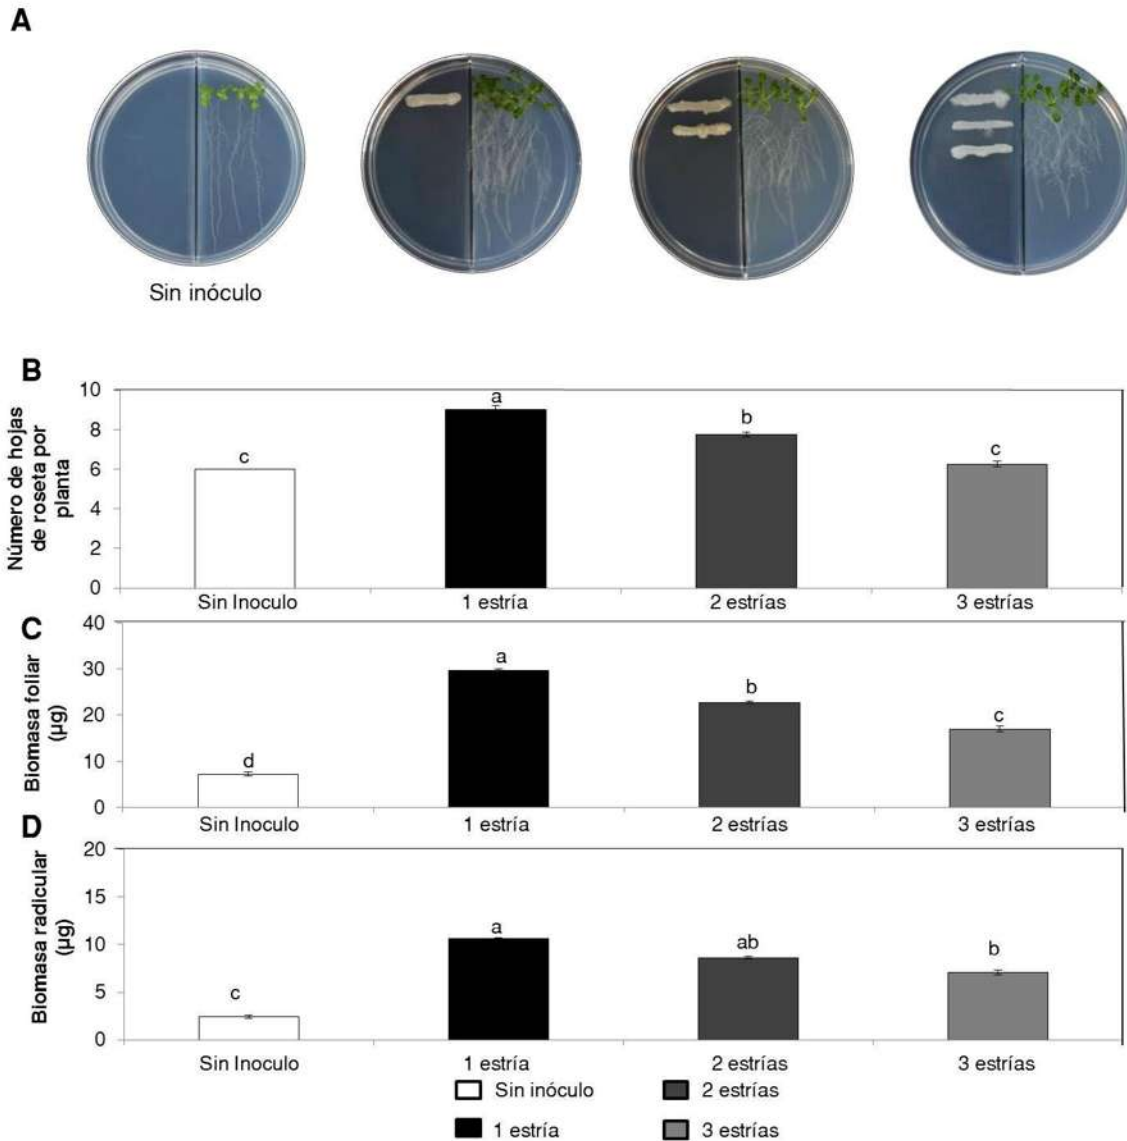 A
Sin inóculo
B
Número de hojas
de roseta por
planta
10
8
6
4
2
0
c
a
b
c
Sin Inoculo
1 estría
2 estrías
3 estrías
C
Biomasa foliar
(µg)
40
30
20
10
0
d
a
b
c
Sin Inoculo
1 estría
2 estrías
3 estrías
D
Biomasa radicular
(µg)
20
15
10
5
0
c
a
ab
b
Sin Inoculo
1 estría
2 estrías
3 estrías
Sin inóculo
2 estrías
1 estría
3 estrías